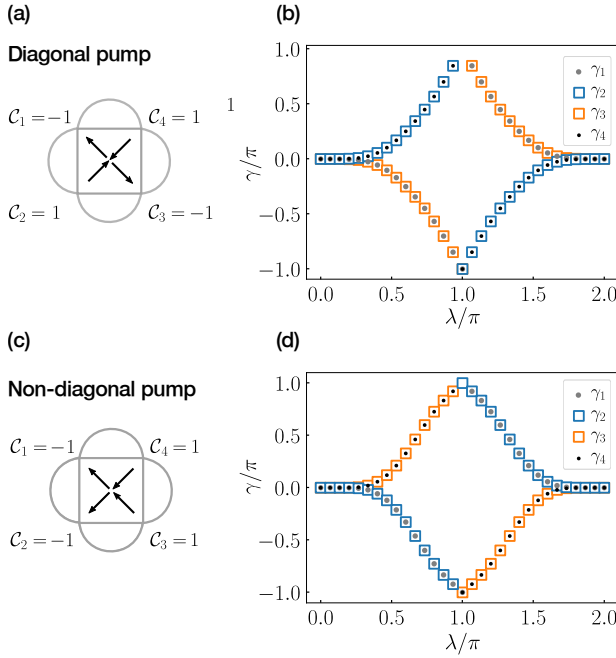 (a)
Diagonal pump
C₁ = −1
C₄ = 1
1
C₂ = 1
C₃ = −1
(b)
1.0
0.5
0.0
−0.5
−1.0
γ/π
0.0
0.5
1.0
1.5
2.0
λ/π
γ₁
γ₂
γ₃
γ₄
(c)
Non-diagonal pump
C₁ = −1
C₄ = 1
C₂ = −1
C₃ = 1
(d)
1.0
0.5
0.0
−0.5
−1.0
γ/π
0.0
0.5
1.0
1.5
2.0
λ/π
γ₁
γ₂
γ₃
γ₄